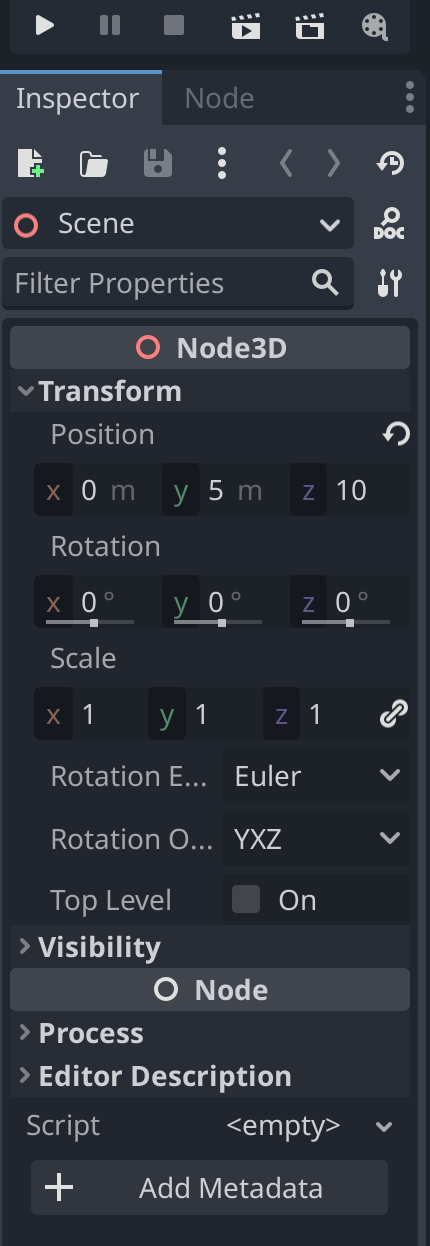 Inspector Node
Scene
DOC
Filter Properties
Node3D
Transform
Position
x 0 m y 5 m z 10
Rotation
x 0 ° y 0 ° z 0 °
Scale
x 1 y 1 z 1
Rotation E... Euler
Rotation O... YXZ
Top Level On
Visibility
Node
Process
Editor Description
Script <empty>
Add Metadata